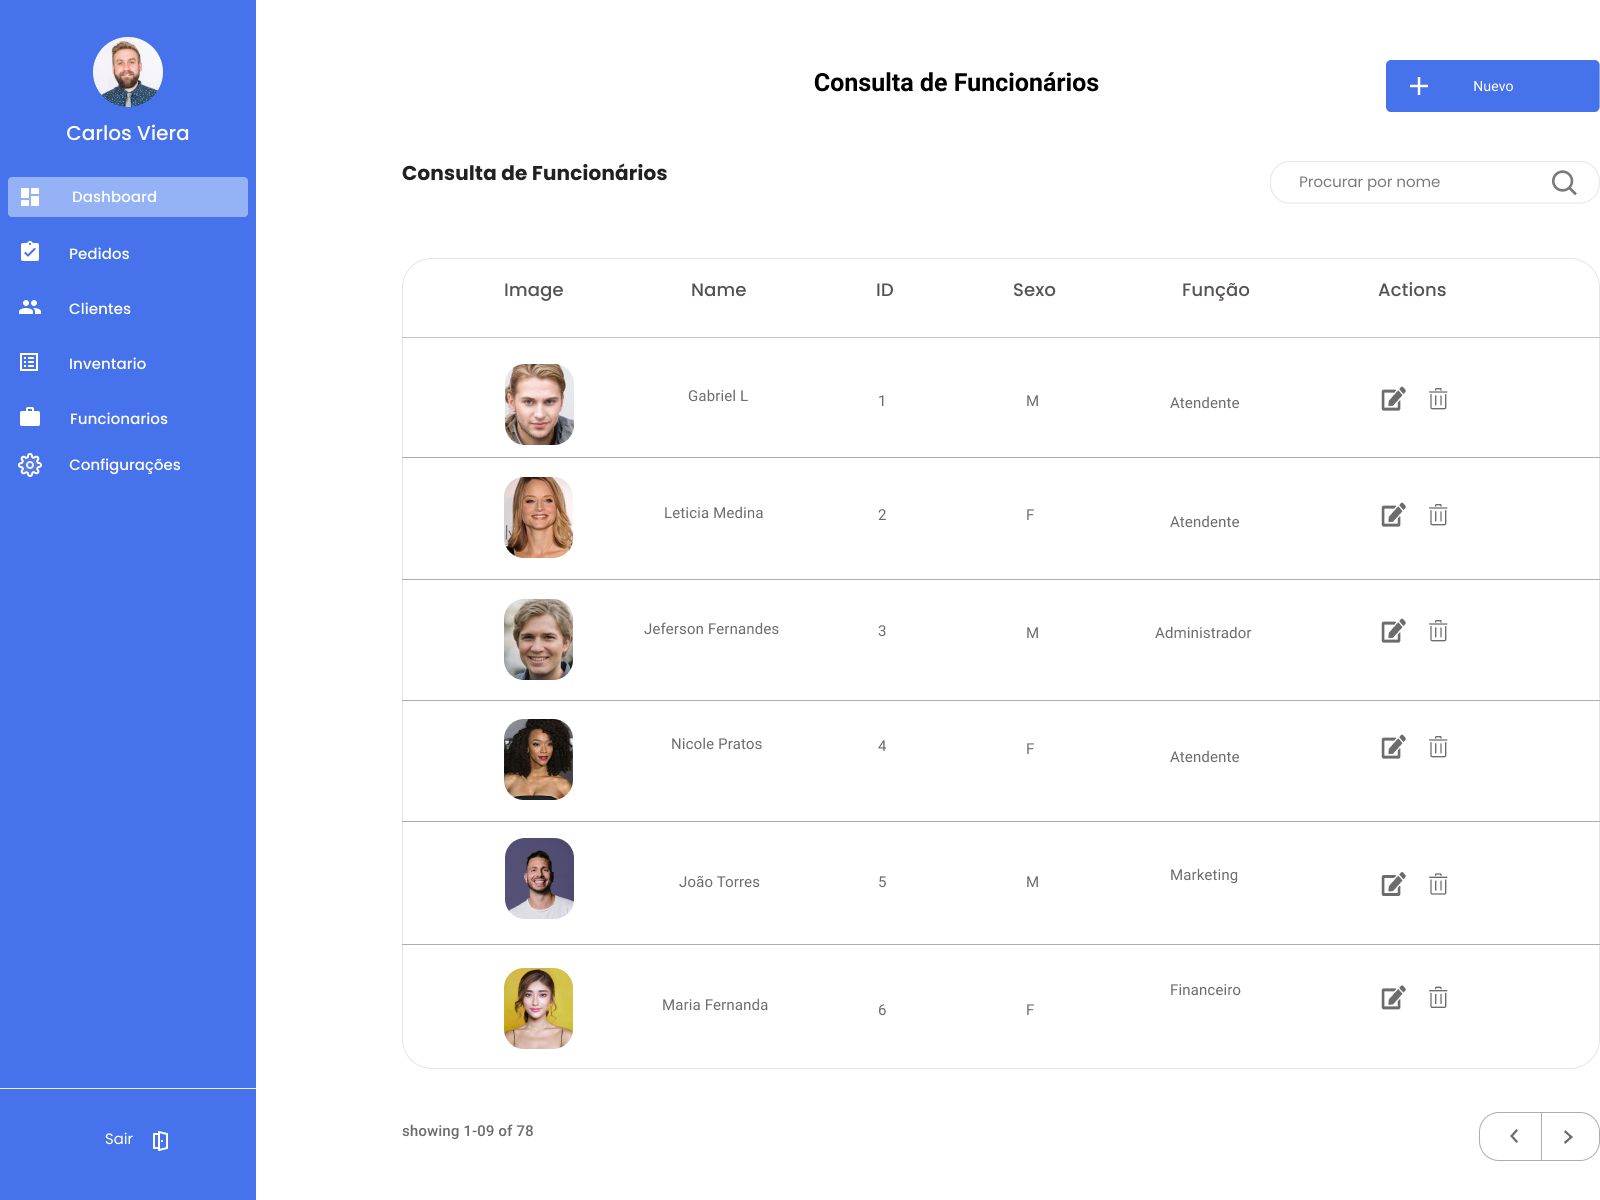 Carlos Viera
Dashboard
Pedidos
Clientes
Inventario
Funcionarios
Configurações
Sair
Consulta de Funcionários
Nuevo
Consulta de Funcionários
Procurar por nome
Image Name ID Sexo Função Actions
Gabriel L 1 M Atendente
Leticia Medina 2 F Atendente
Jeferson Fernandes 3 M Administrador
Nicole Pratos 4 F Atendente
João Torres 5 M Marketing
Maria Fernanda 6 F Financeiro
showing 1-09 of 78